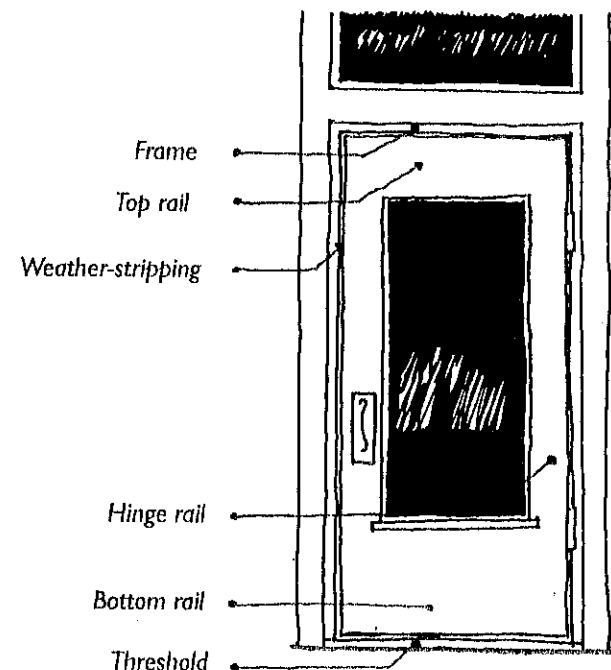 Frame
Top rail
Weather-stripping
Hinge rail
Bottom rail
Threshold